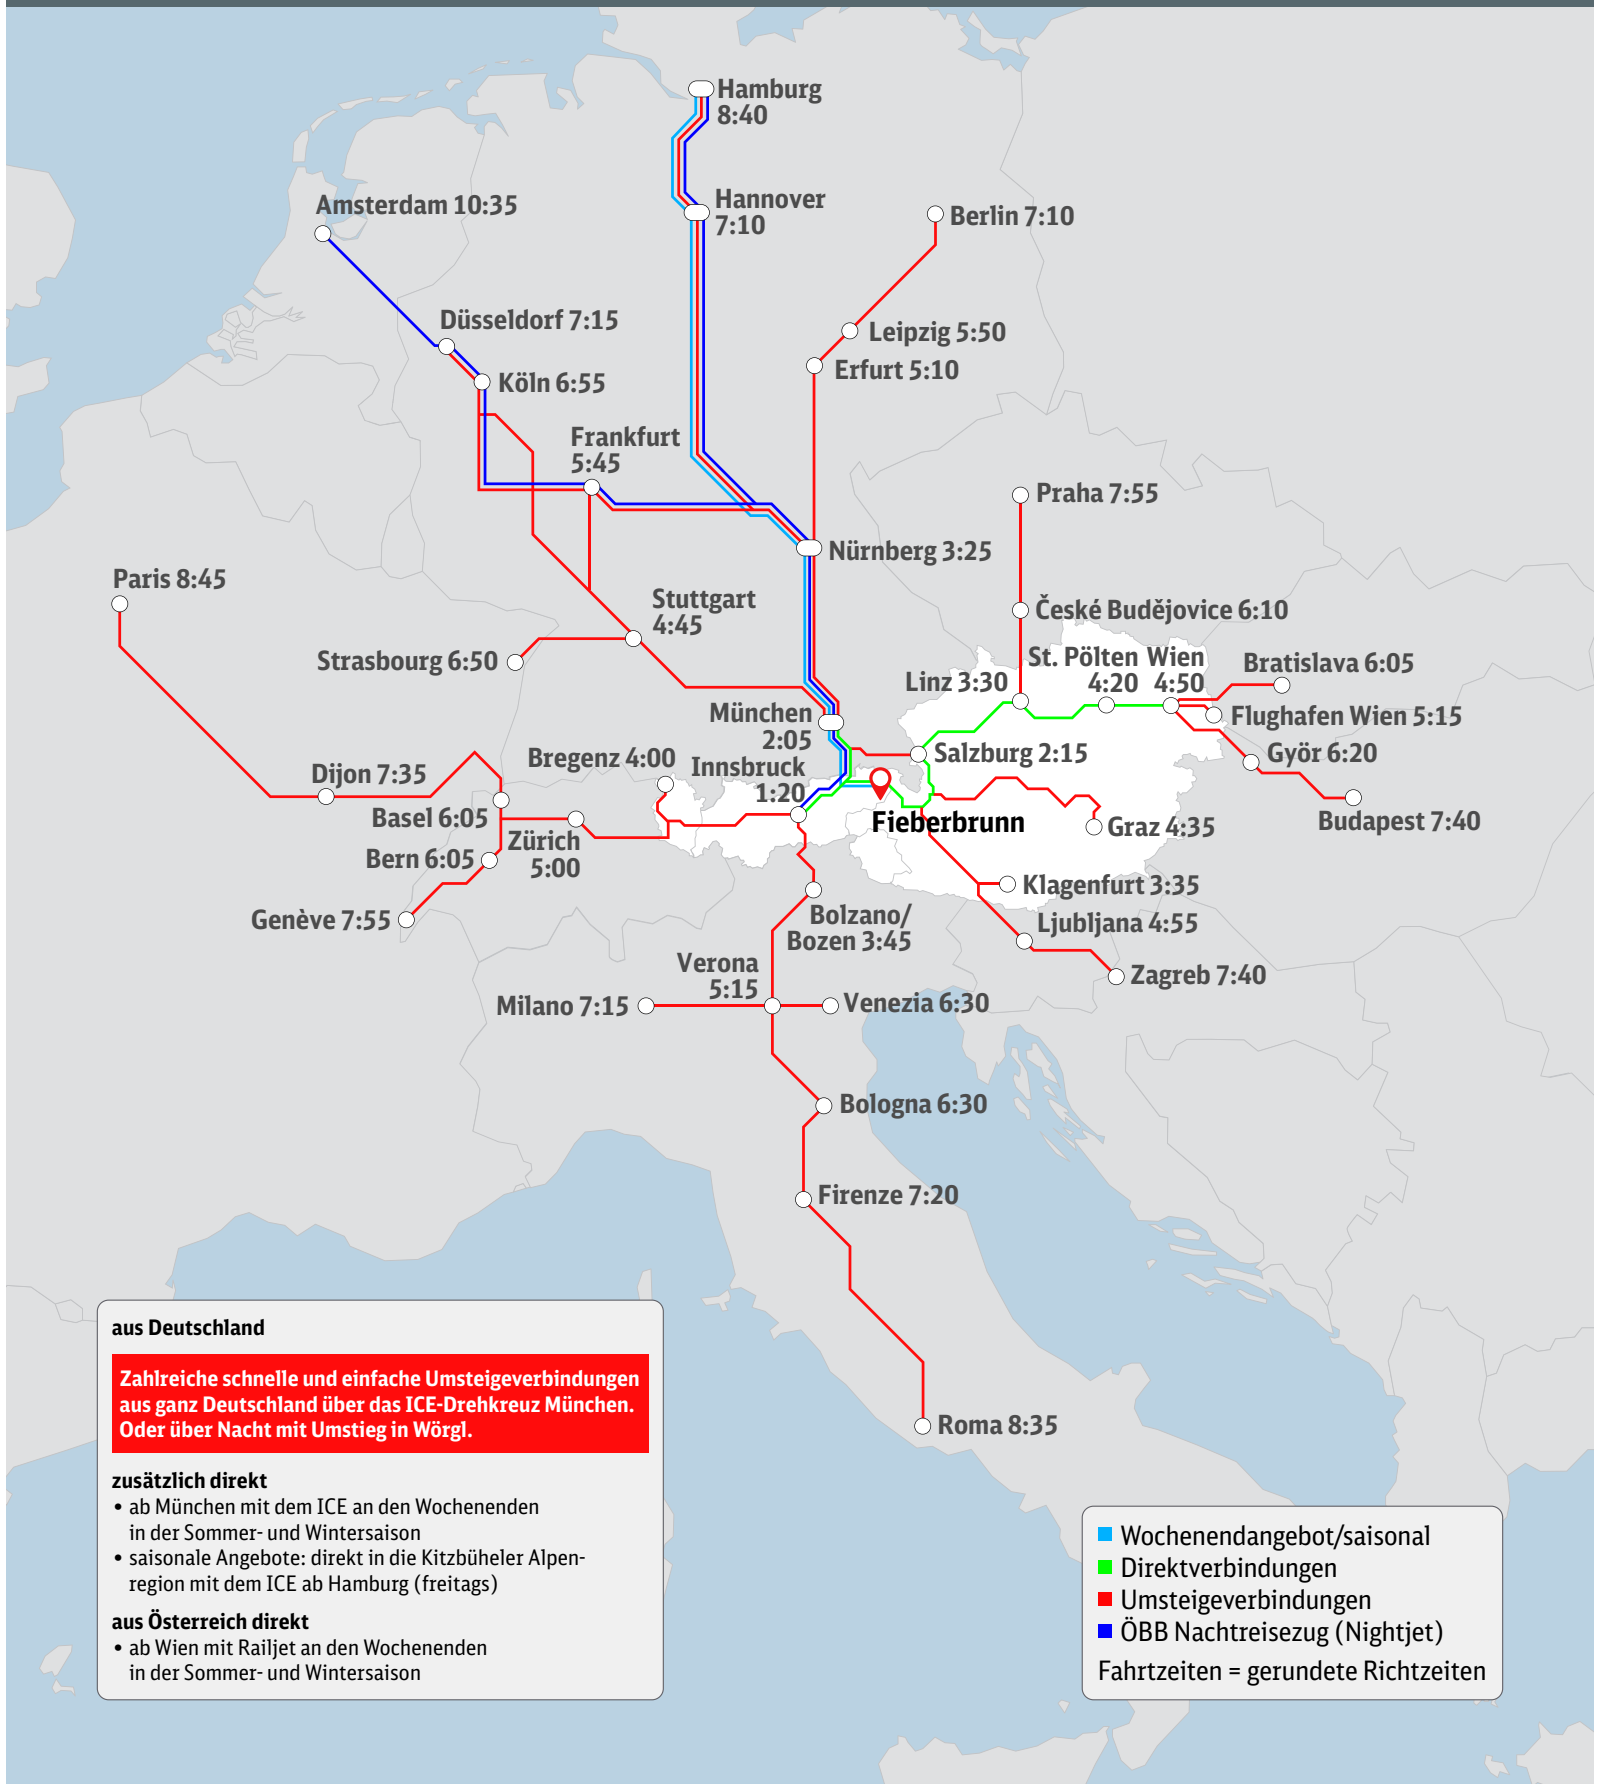 Hamburg
8:40
Hannover
7:10
Amsterdam 10:35
Berlin 7:10
Düsseldorf 7:15
Leipzig 5:50
Köln 6:55
Erfurt 5:10
Frankfurt
5:45
Praha 7:55
Nürnberg 3:25
Paris 8:45
Stuttgart
4:45
České Budějovice 6:10
Strasbourg 6:50
St. Pölten
4:20
Wien
4:50
Bratislava 6:05
Linz 3:30
München
2:05
Flughafen Wien 5:15
Bregenz 4:00
Innsbruck
1:20
Salzburg 2:15
Györ 6:20
Dijon 7:35
Basel 6:05
Fieberbrunn
Graz 4:35
Budapest 7:40
Zürich
5:00
Bern 6:05
Klagenfurt 3:35
Genève 7:55
Bolzano/
Bozen 3:45
Ljubljana 4:55
Verona
5:15
Zagreb 7:40
Milano 7:15
Venezia 6:30
Bologna 6:30
Firenze 7:20
Roma 8:35
aus Deutschland
Zahlreiche schnelle und einfache Umsteigeverbindungen
aus ganz Deutschland über das ICE-Drehkreuz München.
Oder über Nacht mit Umstieg in Wörgl.
zusätzlich direkt
• ab München mit dem ICE an den Wochenenden
in der Sommer- und Wintersaison
• saisonale Angebote: direkt in die Kitzbüheler Alpen-
region mit dem ICE ab Hamburg (freitags)
aus Österreich direkt
• ab Wien mit Railjet an den Wochenenden
in der Sommer- und Wintersaison
Wochenendangebot/saisonal
Direktverbindungen
Umsteigeverbindungen
ÖBB Nachtreisezug (Nightjet)
Fahrtzeiten = gerundete Richtzeiten